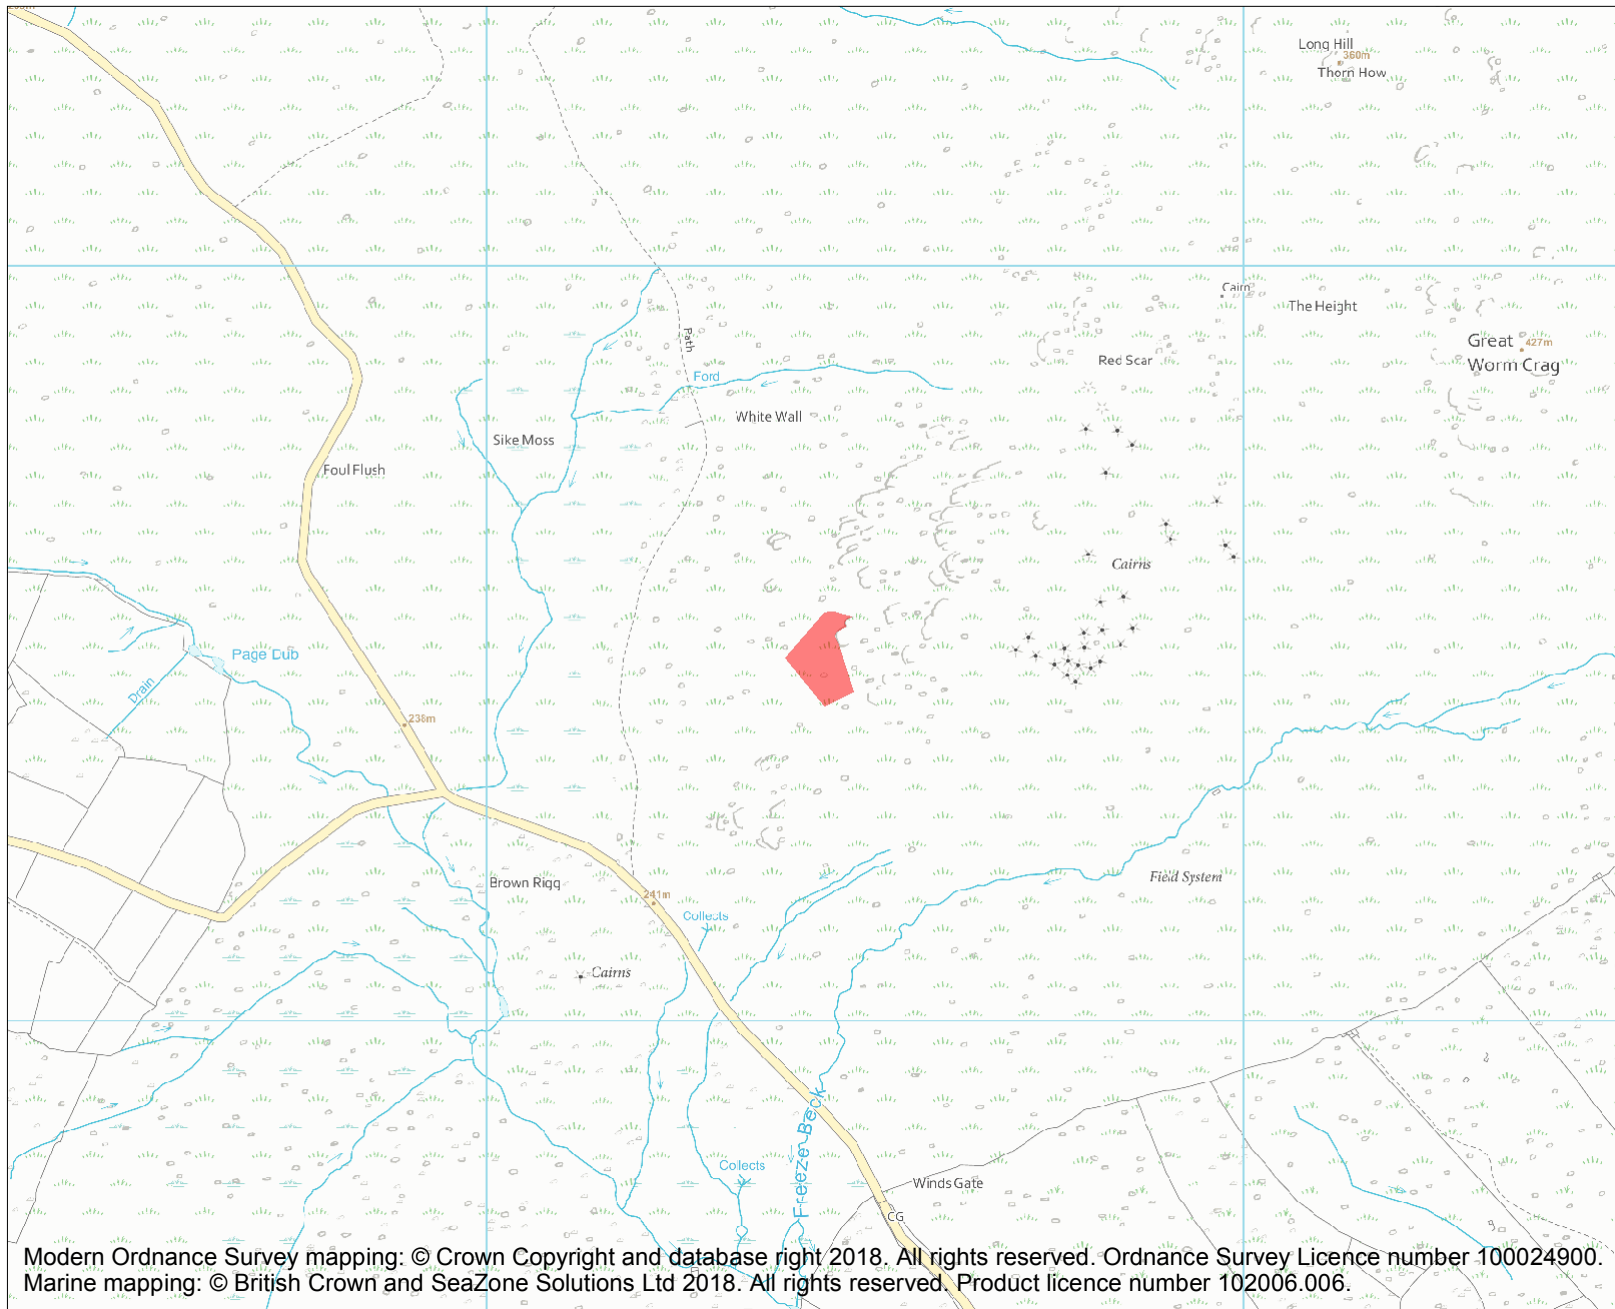 Long Hill
360m
Thorn How
Cairn
The Height
Great
427m
Worm Crag
Path
Red Scar
Ford
White Wall
Sike Moss
Foul Flush
Cairns
Page Dub
Drain
238m
Field System
Brown Rigg
241m
Collects
Cairns
Freeze Beck
Collects
Winds Gate
CG
Modern Ordnance Survey mapping: © Crown Copyright and database right 2018. All rights reserved. Ordnance Survey Licence number 100024900.
Marine mapping: © British Crown and SeaZone Solutions Ltd 2018. All rights reserved. Product licence number 102006.006.